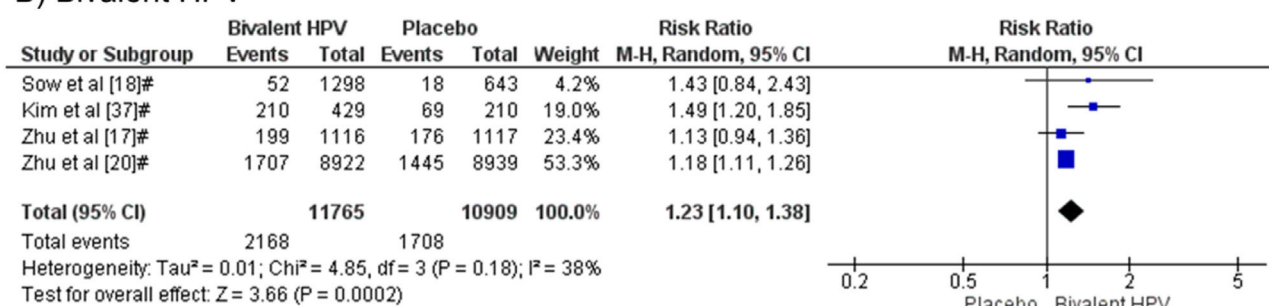 B) Bivalent HPV
Bivalent HPV Placebo Risk Ratio Risk Ratio
Study or Subgroup Events Total Events Total Weight M-H, Random, 95% CI M-H, Random, 95% CI
Sow et al [18]# 52 1298 18 643 4.2% 1.43 [0.84, 2.43]
Kim et al [37]# 210 429 69 210 19.0% 1.49 [1.20, 1.85]
Zhu et al [17]# 199 1116 176 1117 23.4% 1.13 [0.94, 1.36]
Zhu et al [20]# 1707 8922 1445 8939 53.3% 1.18 [1.11, 1.26]
Total (95% CI) 11765 10909 100.0% 1.23 [1.10, 1.38]
Total events 2168 1708
Heterogeneity: Tau² = 0.01; Chi² = 4.85, df = 3 (P = 0.18); I² = 38%
Test for overall effect: Z = 3.66 (P = 0.0002)
0.2 0.5 1 2 5
Placebo Bivalent HPV